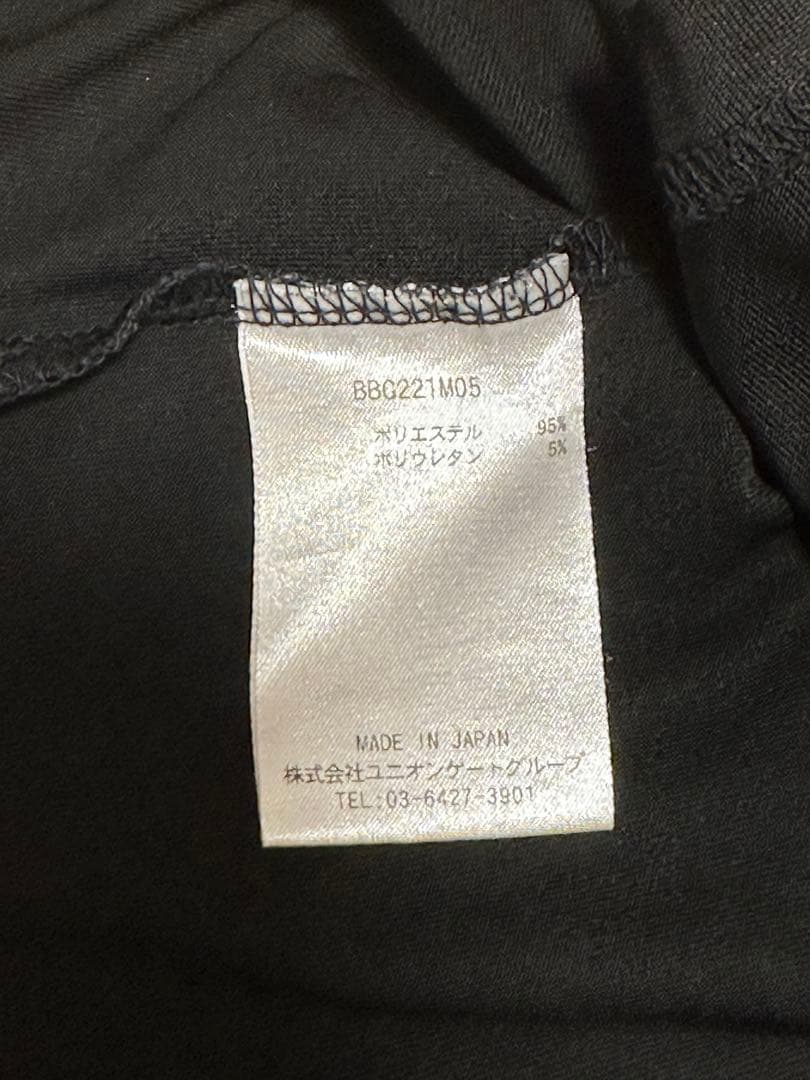 BBG221M05
ポリエステル 95%
ポリウレタン 5%
MADE IN JAPAN
株式会社ユニオンゲートグループ
TEL:03-6427-3901